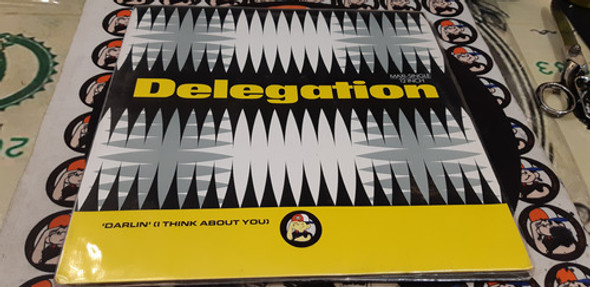 MAXI-SINGLE
12 INCH
Delegation
'DARLIN' (I THINK ABOUT YOU)